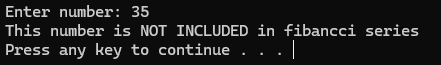 Enter number: 35
This number is NOT INCLUDED in fibancci series
Press any key to continue . . .